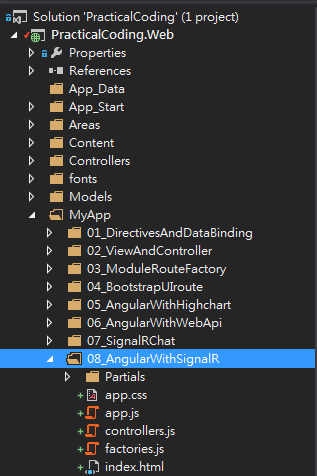 Solution 'PracticalCoding' (1 project)
PracticalCoding.Web
Properties
References
App_Data
App_Start
Areas
Content
Controllers
fonts
Models
MyApp
01_DirectivesAndDataBinding
02_ViewAndController
03_ModuleRouteFactory
04_BootstrapUIroute
05_AngularWithHighchart
06_AngularWithWebApi
07_SignalRChat
08_AngularWithSignalR
Partials
app.css
app.js
controllers.js
factories.js
index.html